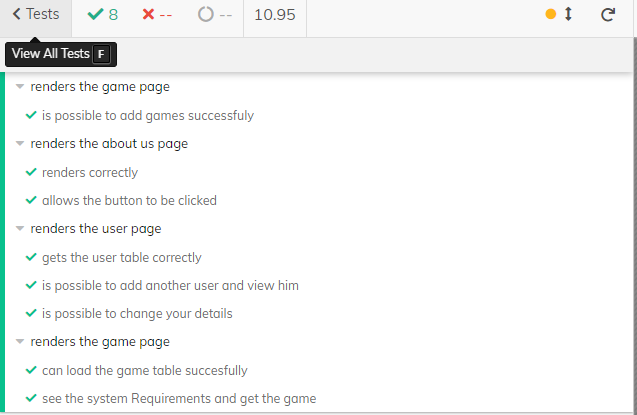 Tests 8 -- -- 10.95
View All Tests F
renders the game page
is possible to add games successfuly
renders the about us page
renders correctly
allows the button to be clicked
renders the user page
gets the user table correctly
is possible to add another user and view him
is possible to change your details
renders the game page
can load the game table succesfully
see the system Requirements and get the game